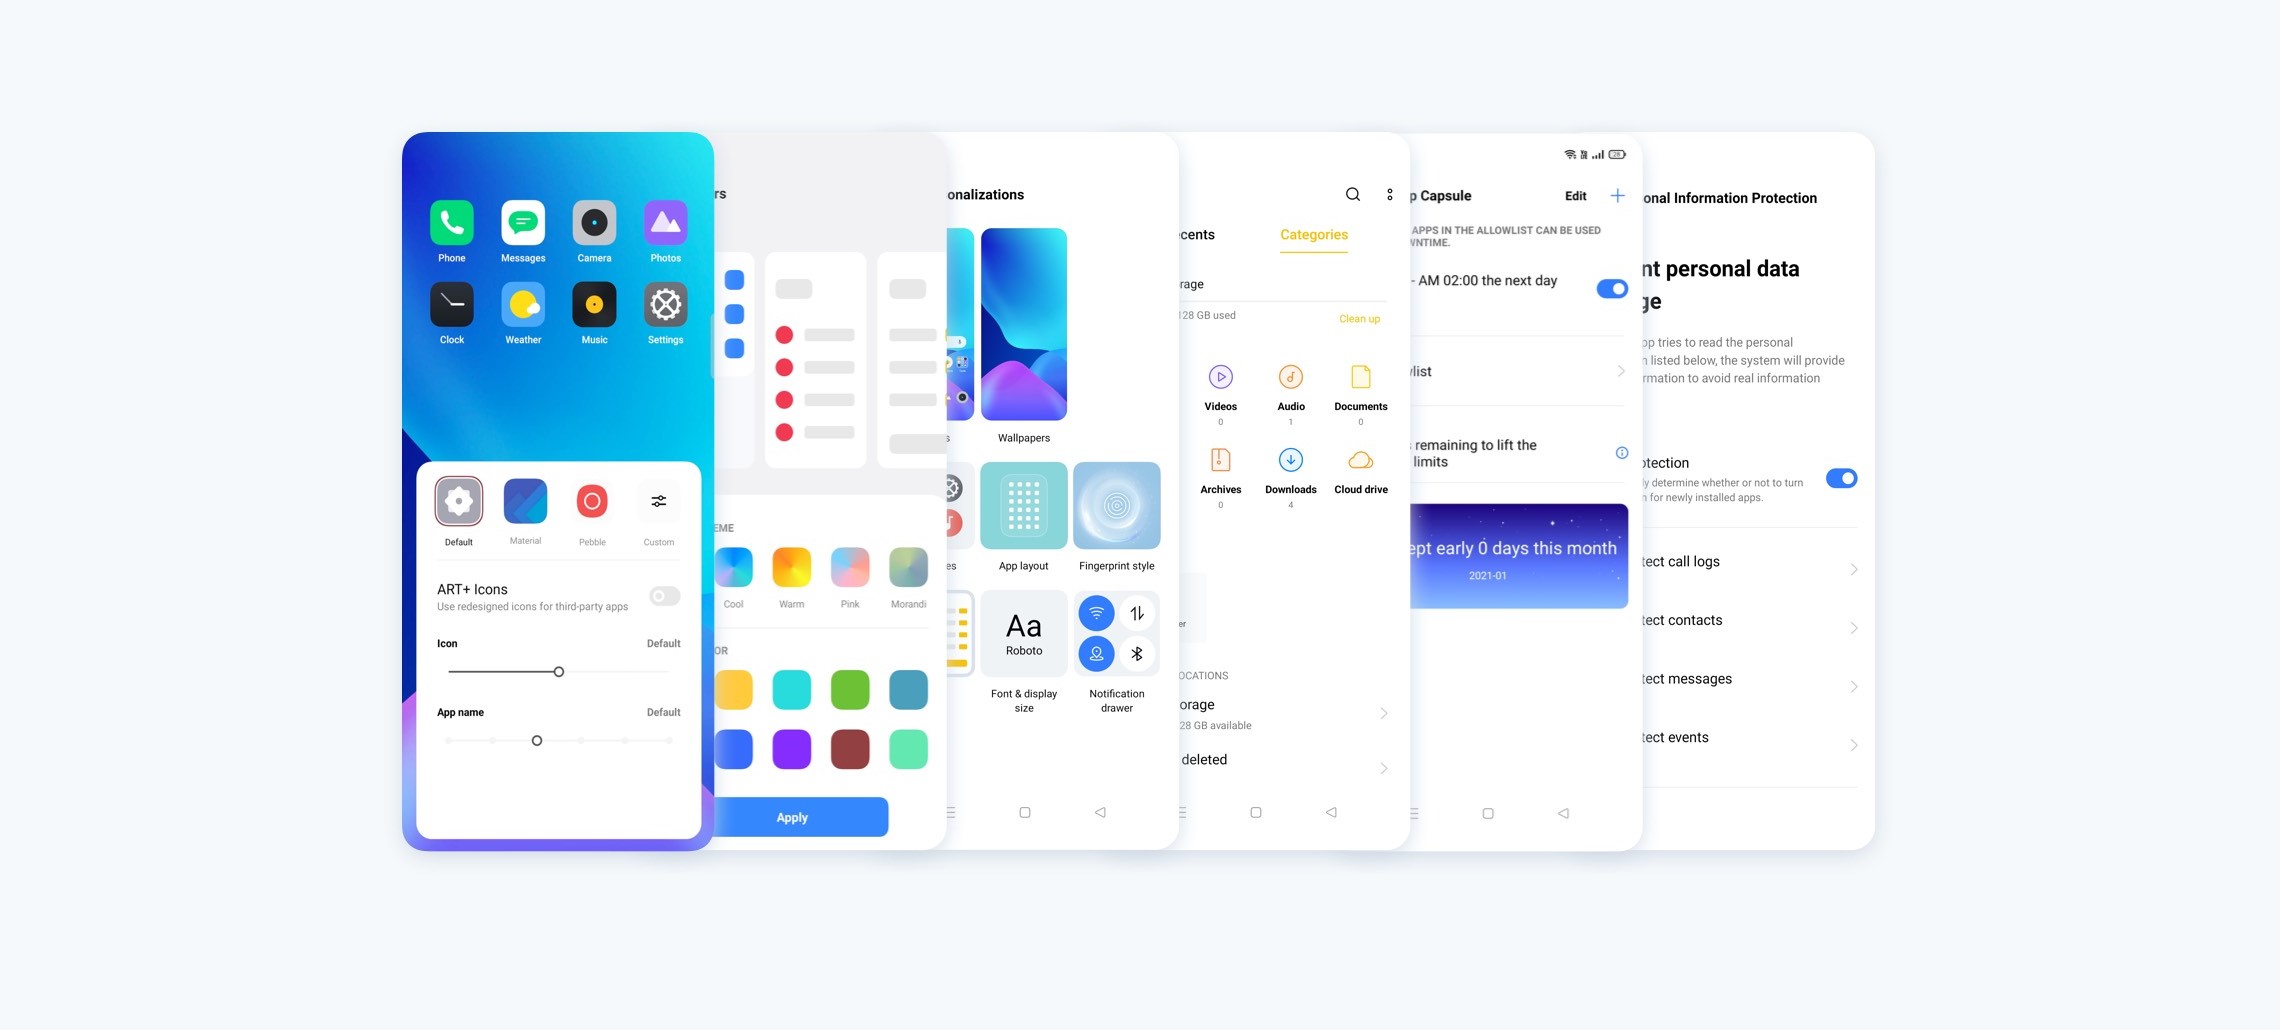 Phone
Messages
Camera
Photos
Clock
Weather
Music
Settings
Default
Material
Pebble
Custom
ART+ Icons
Use redesigned icons for third-party apps
Icon
Default
App name
Default
rs
EME
Cool
Warm
Pink
Morandi
OR
Apply
onalizations
s
Wallpapers
es
App layout
Fingerprint style
Aa
Roboto
Font & display
size
Notification
drawer
ecents
Categories
rage
128 GB used
Clean up
Videos
0
Audio
1
Documents
0
Archives
0
Downloads
4
Cloud drive
er
OCATIONS
orage
28 GB available
deleted
28
p Capsule
Edit
APPS IN THE ALLOWLIST CAN BE USED
WNTIME.
- AM 02:00 the next day
list
s remaining to lift the
limits
ept early 0 days this month
2021-01
onal Information Protection
nt personal data
ge
pp tries to read the personal
n listed below, the system will provide
rmation to avoid real information
otection
ly determine whether or not to turn
n for newly installed apps.
tect call logs
tect contacts
tect messages
tect events